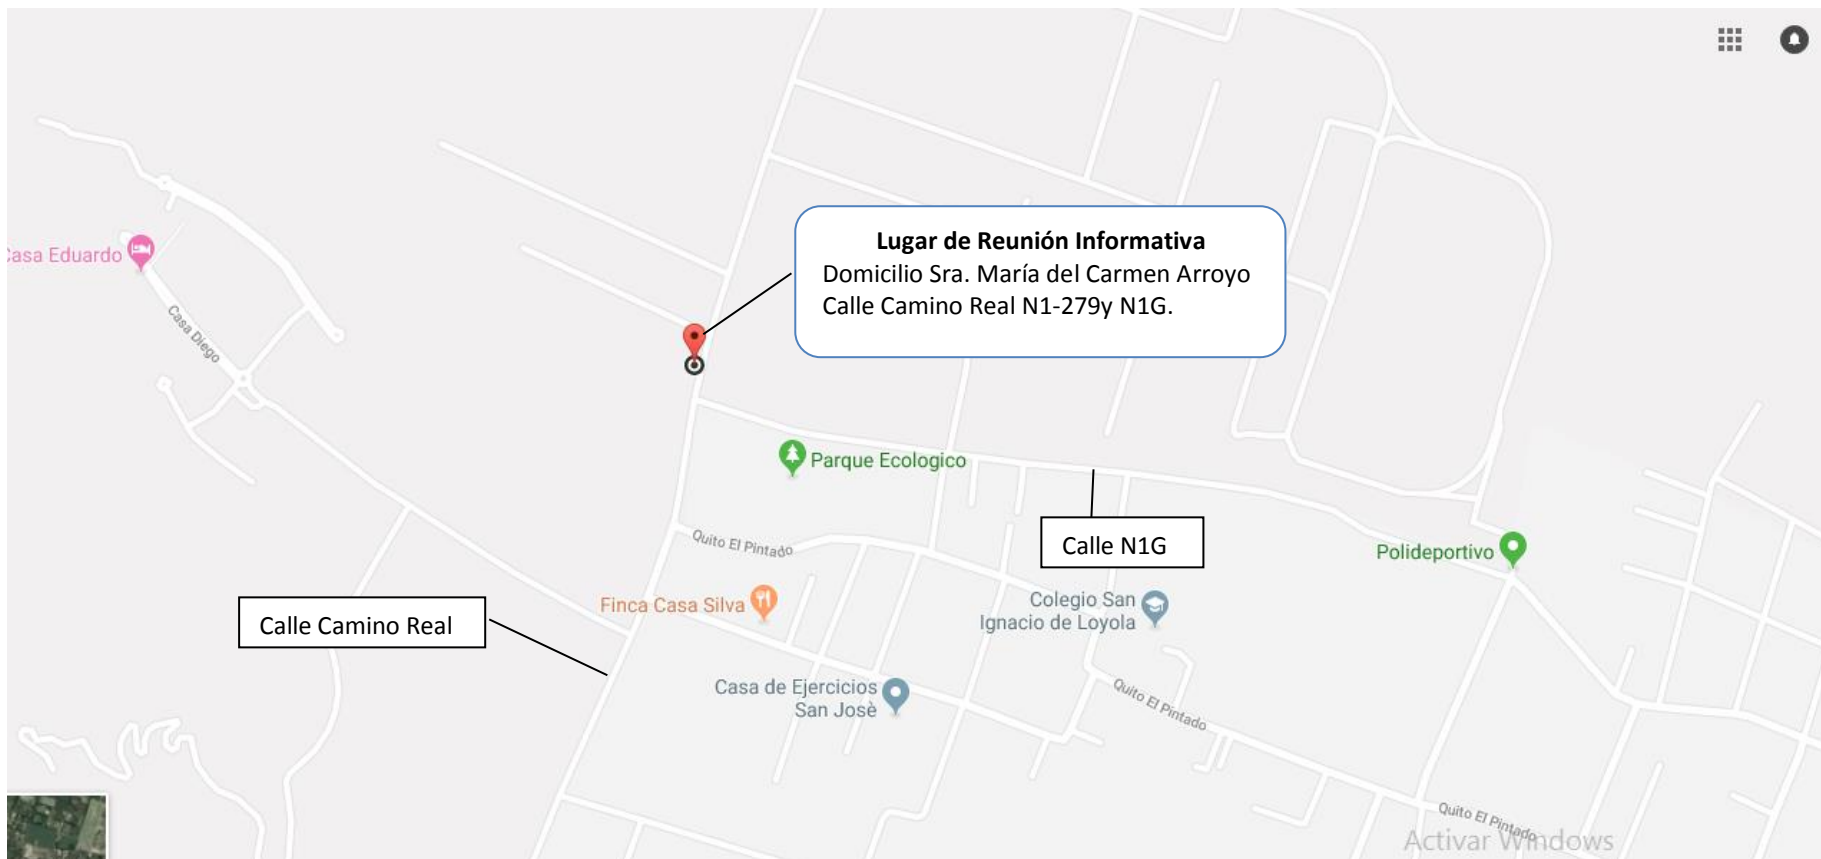 Lugar de Reunión Informativa
Domicilio Sra. María del Carmen Arroyo
Calle Camino Real N1-279y N1G.
Casa Eduardo
Casa Diego
Parque Ecologico
Quito El Pintado
Calle N1G
Polideportivo
Finca Casa Silva
Colegio San
Ignacio de Loyola
Calle Camino Real
Casa de Ejercicios
San Josè
Quito El Pintado
Quito El Pintado
Activar Windows